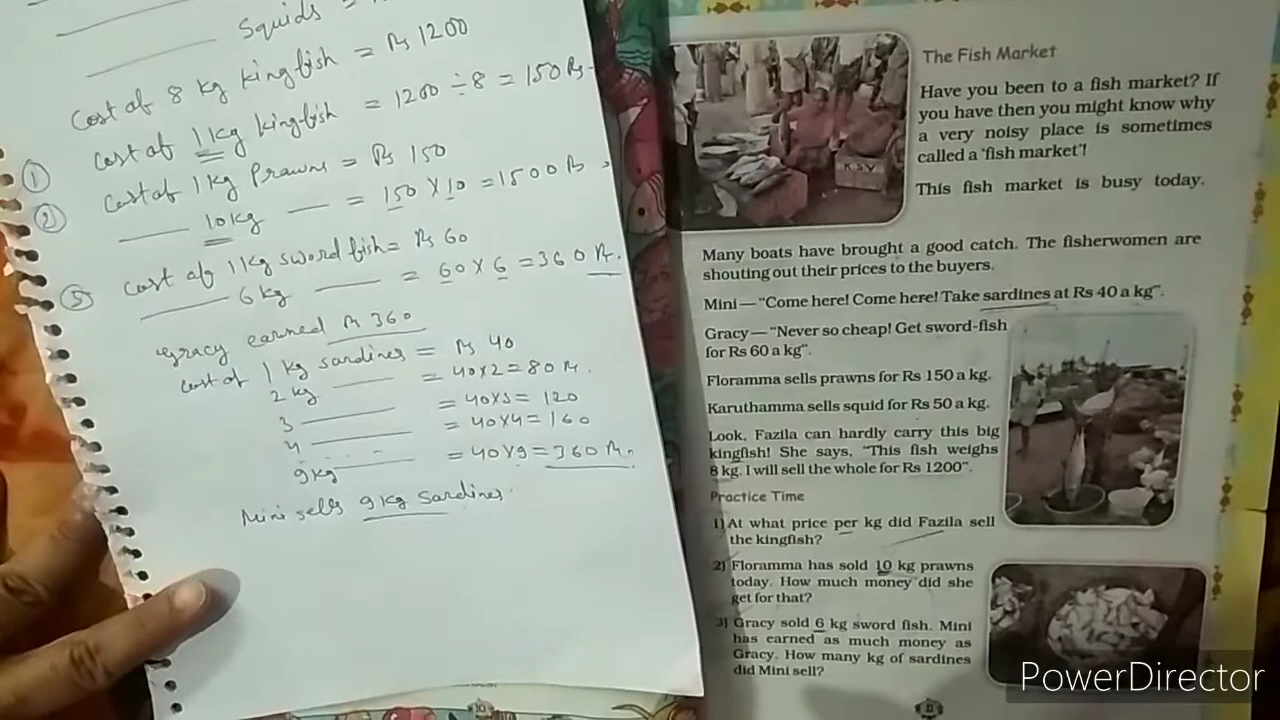 Squids =
Cost of 8 kg kingfish = Rs 1200
① Cost of 1 kg kingfish = 1200 ÷ 8 = 150 Rs.
② Cost of 1 kg Prawns = Rs 150
10 kg = 150 X 10 = 1500 Rs
③ Cost of 1 kg sword fish = Rs 60
6 kg = 60 X 6 = 360 Rs.
Gracy earned Rs 360
cost of 1 kg sardines = Rs 40
2 kg = 40x2 = 80 Rs.
3 = 40x3 = 120
4 = 40x4 = 160
9 kg = 40x9 = 360 Rs.
Mini sells 9 kg sardines.
The Fish Market
Have you been to a fish market? If
you have then you might know why
a very noisy place is sometimes
called a 'fish market'!
This fish market is busy today.
KSV
Many boats have brought a good catch. The fisherwomen are
shouting out their prices to the buyers.
Mini — "Come here! Come here! Take sardines at Rs 40 a kg".
Gracy — "Never so cheap! Get sword-fish
for Rs 60 a kg".
Floramma sells prawns for Rs 150 a kg.
Karuthamma sells squid for Rs 50 a kg.
Look, Fazila can hardly carry this big
kingfish! She says, "This fish weighs
8 kg. I will sell the whole for Rs 1200".
Practice Time
1) At what price per kg did Fazila sell
the kingfish?
2) Floramma has sold 10 kg prawns
today. How much money did she
get for that?
3) Gracy sold 6 kg sword fish. Mini
has earned as much money as
Gracy. How many kg of sardines
did Mini sell?
10
11
PowerDirector